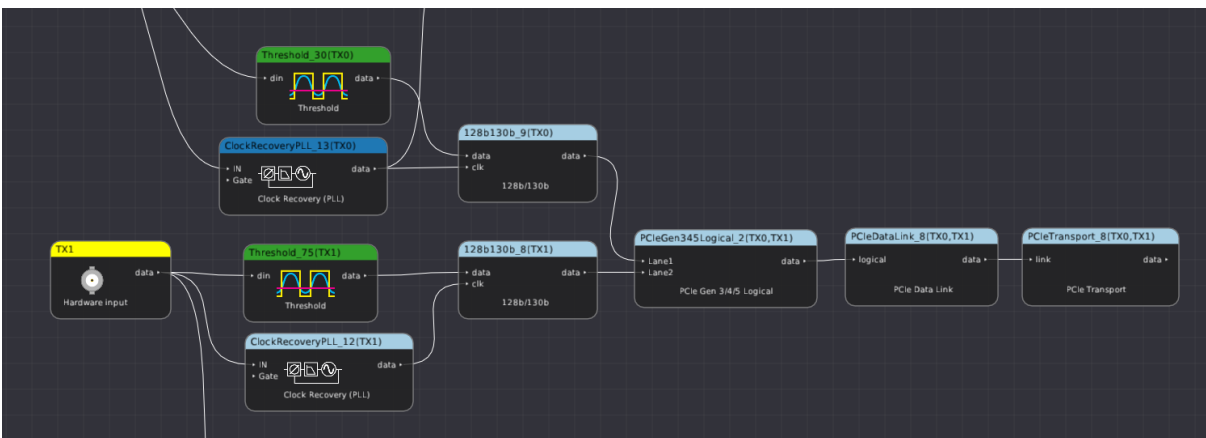 Threshold_30(TX0)
din data
Threshold
ClockRecoveryPLL_13(TX0)
IN data
Gate
Clock Recovery (PLL)
128b130b_9(TX0)
data data
clk
128b/130b
TX1
data
Hardware input
Threshold_75(TX1)
din data
Threshold
128b130b_8(TX1)
data data
clk
128b/130b
ClockRecoveryPLL_12(TX1)
IN data
Gate
Clock Recovery (PLL)
PCIeGen345Logical_2(TX0,TX1)
Lane1 data
Lane2
PCIe Gen 3/4/5 Logical
PCIeDataLink_8(TX0,TX1)
logical data
PCIe Data Link
PCIeTransport_8(TX0,TX1)
link data
PCIe Transport